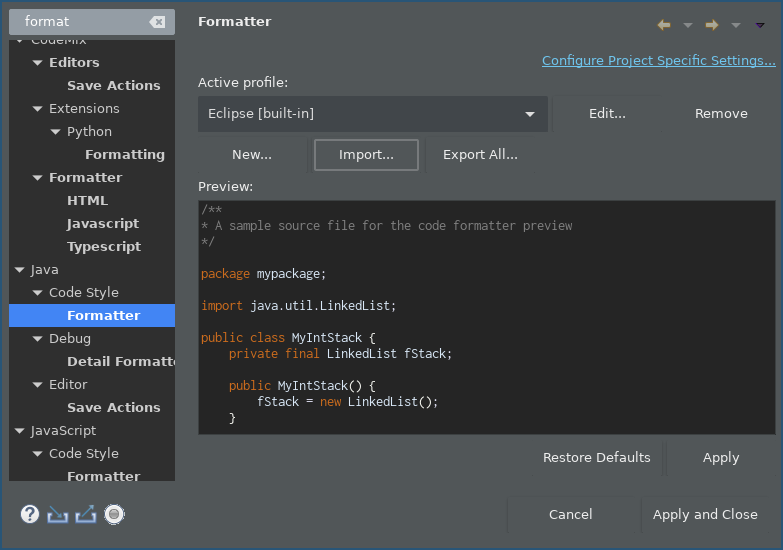 format
Formatter
CodeMix
Editors
Save Actions
Extensions
Python
Formatting
Formatter
HTML
Javascript
Typescript
Java
Code Style
Formatter
Debug
Detail Formatte
Editor
Save Actions
JavaScript
Code Style
Formatter
Configure Project Specific Settings...
Active profile:
Eclipse [built-in]
Edit...
Remove
New...
Import...
Export All...
Preview:
/**
* A sample source file for the code formatter preview
*/
package mypackage;
import java.util.LinkedList;
public class MyIntStack {
private final LinkedList fStack;
public MyIntStack() {
fStack = new LinkedList();
}
Restore Defaults
Apply
?
Cancel
Apply and Close